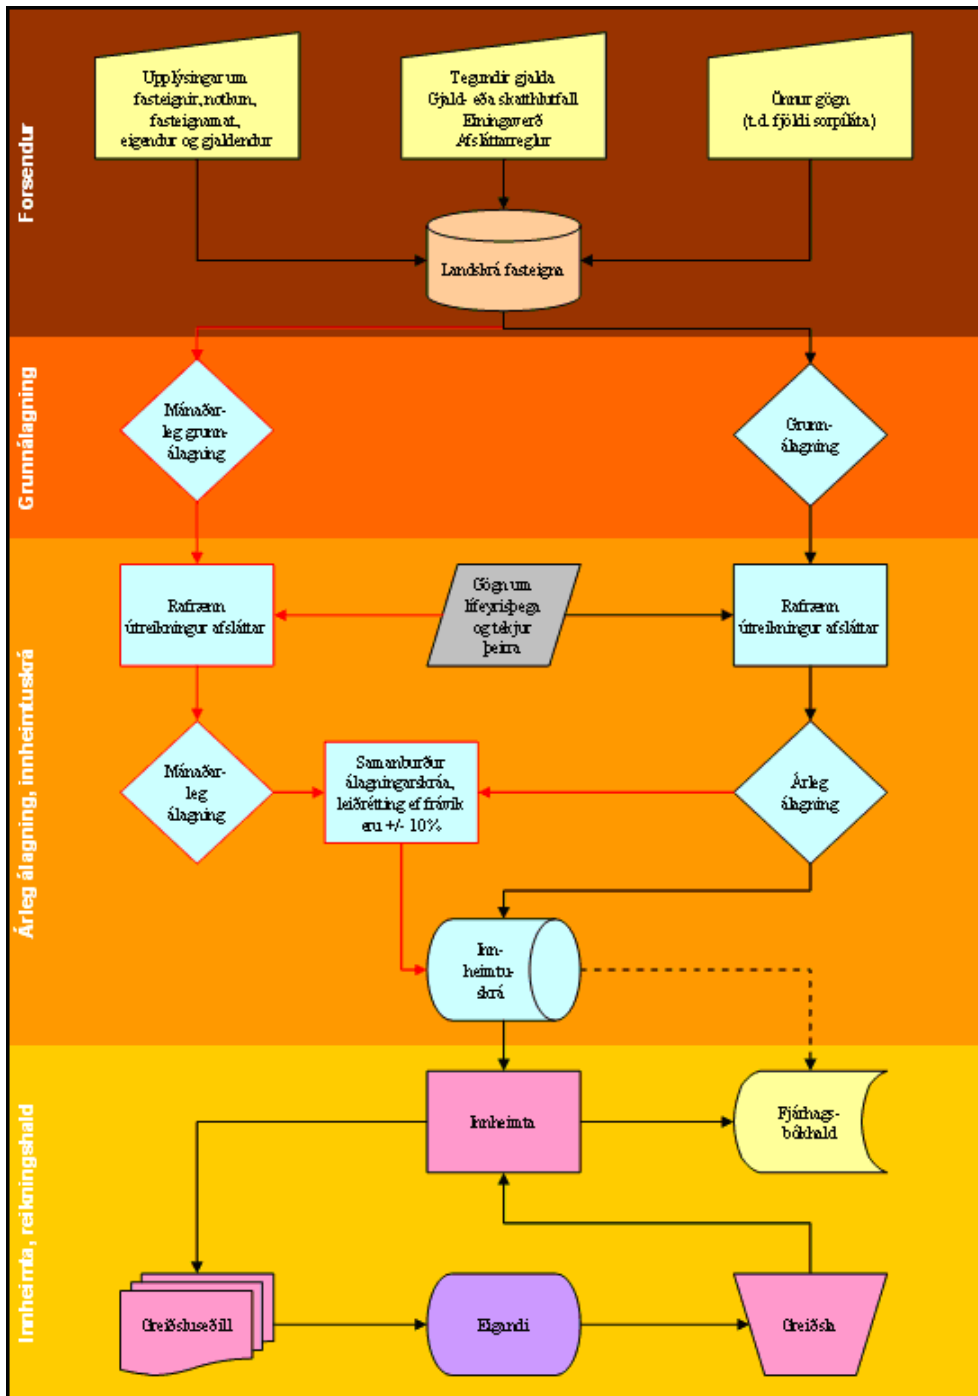 Forsendur
Upplýsingar um
fasteignir, notkun,
fasteignamat,
eigendur og gjaldendur
Tegundir gjalda
Gjald- eða skatthlutfall
Einingaverð
Afsláttarreglur
Önnur gögn
(t.d. fjöldi sorpíláta)
Landskrá fasteigna
Grunnálagning
Mánaðar-
leg grunn-
álagning
Grunn-
álagning
Árleg álagning, innheimtuskrá
Rafrænn
útreikningur afsláttar
Gögn um
lífeyrisþega
og tekjur
þeirra
Rafrænn
útreikningur afsláttar
Mánaðar-
leg
álagning
Samanburður
álagningarskráa,
leiðrétting ef frávik
eru +/- 10%
Árleg
álagning
Inn-
heimtu-
skrá
Innheimta, reikningshald
Innheimta
Fjárhags-
bókhald
Greiðsluseðill
Eigandi
Greiðsla